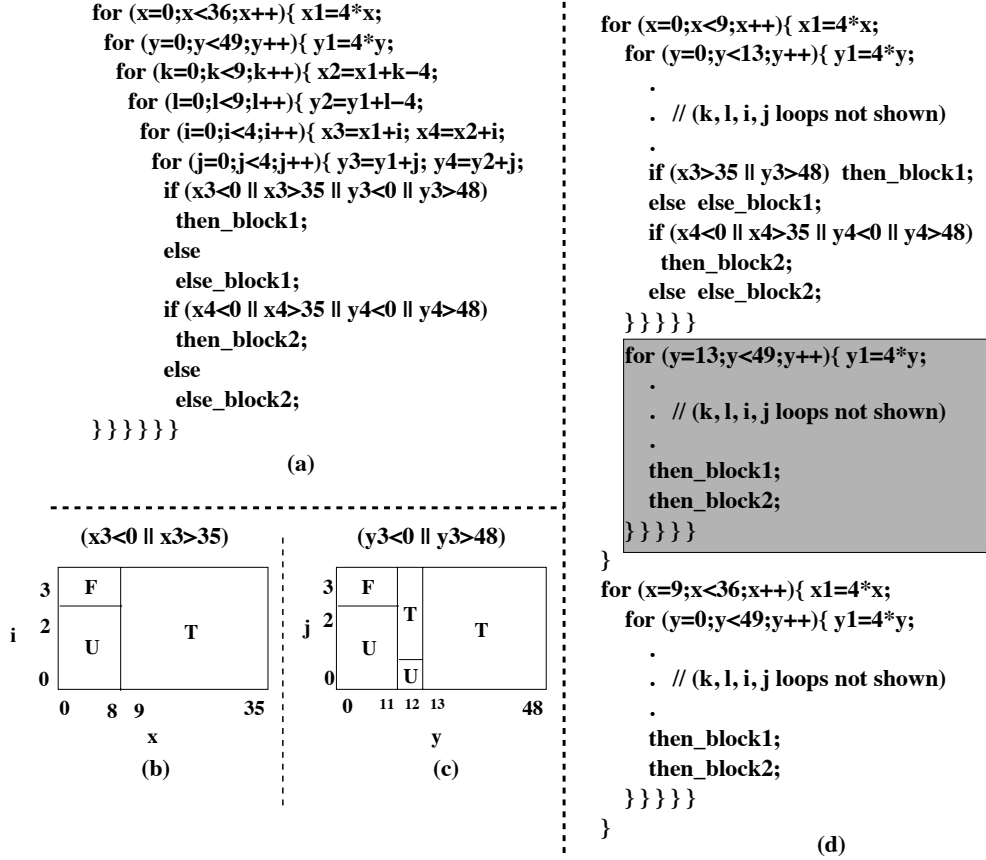 for (x=0;x<36;x++){ x1=4*x;
for (y=0;y<49;y++){ y1=4*y;
for (k=0;k<9;k++){ x2=x1+k−4;
for (l=0;l<9;l++){ y2=y1+l−4;
for (i=0;i<4;i++){ x3=x1+i; x4=x2+i;
for (j=0;j<4;j++){ y3=y1+j; y4=y2+j;
if (x3<0 || x3>35 || y3<0 || y3>48)
then_block1;
else
else_block1;
if (x4<0 || x4>35 || y4<0 || y4>48)
then_block2;
else
else_block2;
} } } } } }
(a)
(x3<0 || x3>35)
3
2
0
i
F
U
T
0
8
9
35
x
(b)
(y3<0 || y3>48)
3
2
0
j
F
U
T
U
T
0
11
12
13
48
y
(c)
for (x=0;x<9;x++){ x1=4*x;
for (y=0;y<13;y++){ y1=4*y;
.
. // (k, l, i, j loops not shown)
.
if (x3>35 || y3>48) then_block1;
else else_block1;
if (x4<0 || x4>35 || y4<0 || y4>48)
then_block2;
else else_block2;
} } } } }
for (y=13;y<49;y++){ y1=4*y;
.
. // (k, l, i, j loops not shown)
.
then_block1;
then_block2;
} } } } }
}
for (x=9;x<36;x++){ x1=4*x;
for (y=0;y<49;y++){ y1=4*y;
.
. // (k, l, i, j loops not shown)
.
then_block1;
then_block2;
} } } } }
}
(d)